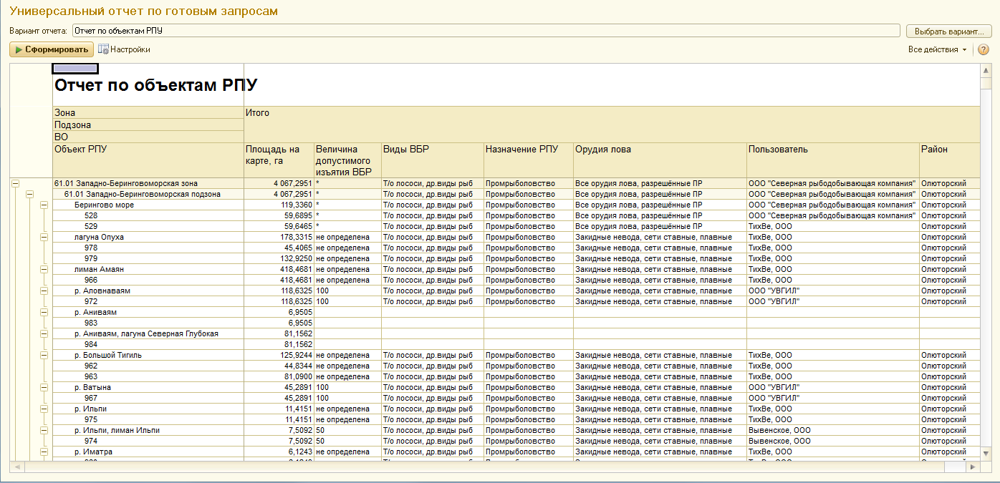 Универсальный отчет по готовым запросам
Вариант отчета: Отчет по объектам РПУ Выбрать вариант...
Сформировать Настройки Все действия ?
Отчет по объектам РПУ
Зона Итого
Подзона
ВО
Объект РПУ Площадь на карте, га Величина допустимого изъятия ВБР Виды ВБР Назначение РПУ Орудия лова Пользователь Район
61.01 Западно-Беринговоморская зона 4 067,2951 * Т/о лососи, др.виды рыб Промрыболовство Все орудия лова, разрешённые ПР ООО "Северная рыбодобывающая компания" Олюторский
61.01 Западно-Беринговоморская подзона 4 067,2951 * Т/о лососи, др.виды рыб Промрыболовство Все орудия лова, разрешённые ПР ООО "Северная рыбодобывающая компания" Олюторский
Берингово море 119,3360 * Т/о лососи, др.виды рыб Промрыболовство Все орудия лова, разрешённые ПР ООО "Северная рыбодобывающая компания" Олюторский
528 59,6895 * Т/о лососи, др.виды рыб Промрыболовство Все орудия лова, разрешённые ПР ООО "Северная рыбодобывающая компания" Олюторский
529 59,6465 * Т/о лососи, др.виды рыб Промрыболовство Все орудия лова, разрешённые ПР ТихВе, ООО Олюторский
лагуна Опуха 178,3315 не определена Т/о лососи, др.виды рыб Промрыболовство Закидные невода, сети ставные, плавные ТихВе, ООО Олюторский
978 45,4065 не определена Т/о лососи, др.виды рыб Промрыболовство Закидные невода, сети ставные, плавные ТихВе, ООО Олюторский
979 132,9250 не определена Т/о лососи, др.виды рыб Промрыболовство Закидные невода, сети ставные, плавные ТихВе, ООО Олюторский
лиман Амаян 418,4681 не определена Т/о лососи, др.виды рыб Промрыболовство Закидные невода, сети ставные, плавные ТихВе, ООО Олюторский
966 418,4681 не определена Т/о лососи, др.виды рыб Промрыболовство Закидные невода, сети ставные, плавные ТихВе, ООО Олюторский
р. Аловнаваям 118,6325 100 Т/о лососи, др.виды рыб Промрыболовство Закидные невода, сети ставные, плавные ООО "УВГИЛ" Олюторский
972 118,6325 100 Т/о лососи, др.виды рыб Промрыболовство Закидные невода, сети ставные, плавные ООО "УВГИЛ" Олюторский
р. Аниваям 6,9505
983 6,9505
р. Аниваям, лагуна Северная Глубокая 81,1562
984 81,1562
р. Большой Тигиль 125,9244 не определена Т/о лососи, др.виды рыб Промрыболовство Закидные невода, сети ставные, плавные ТихВе, ООО Олюторский
962 44,8344 не определена Т/о лососи, др.виды рыб Промрыболовство Закидные невода, сети ставные, плавные ТихВе, ООО Олюторский
963 81,0900 не определена Т/о лососи, др.виды рыб Промрыболовство Закидные невода, сети ставные, плавные ТихВе, ООО Олюторский
р. Ватына 45,2891 100 Т/о лососи, др.виды рыб Промрыболовство Закидные невода, сети ставные, плавные ООО "УВГИЛ" Олюторский
967 45,2891 100 Т/о лососи, др.виды рыб Промрыболовство Закидные невода, сети ставные, плавные ООО "УВГИЛ" Олюторский
р. Ильпи 11,4151 не определена Т/о лососи, др.виды рыб Промрыболовство Закидные невода, сети ставные, плавные ТихВе, ООО Олюторский
975 11,4151 не определена Т/о лососи, др.виды рыб Промрыболовство Закидные невода, сети ставные, плавные ТихВе, ООО Олюторский
р. Ильпи, лиман Ильпи 7,5092 50 Т/о лососи, др.виды рыб Промрыболовство Закидные невода, сети ставные, плавные Вывенское, ООО Олюторский
974 7,5092 50 Т/о лососи, др.виды рыб Промрыболовство Закидные невода, сети ставные, плавные Вывенское, ООО Олюторский
р. Иматра 6,1243 не определена Т/о лососи, др.виды рыб Промрыболовство Закидные невода, сети ставные, плавные ТихВе, ООО Олюторский